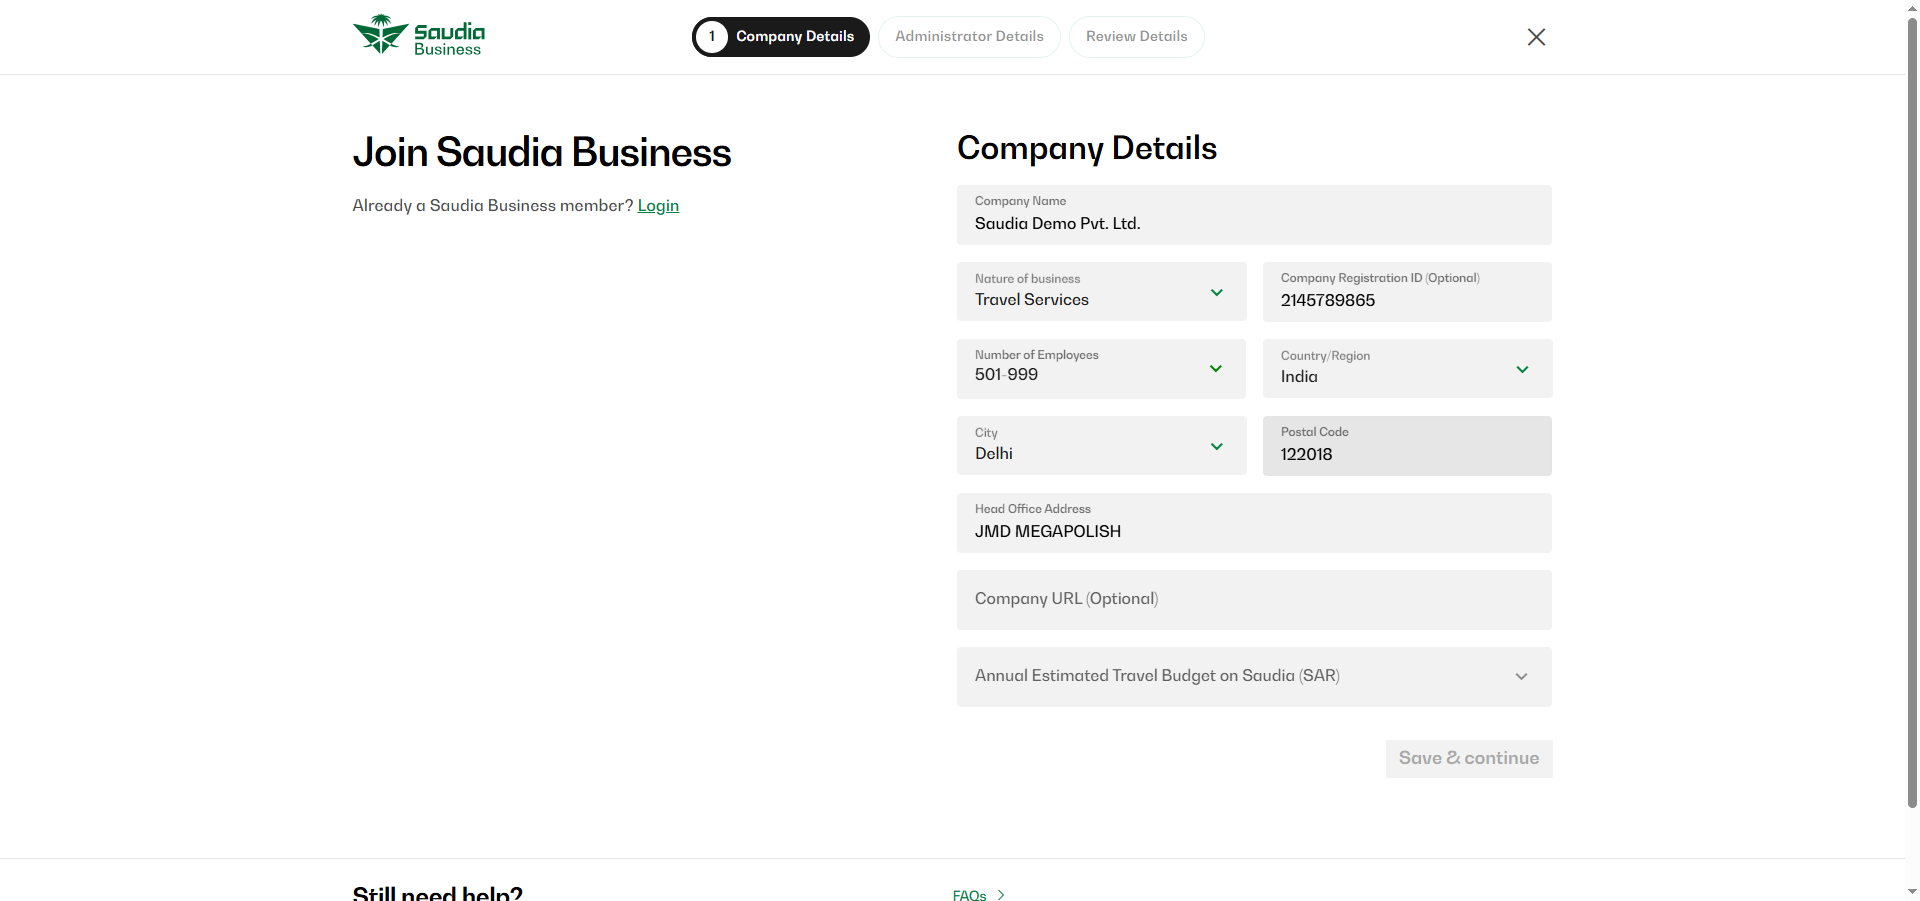 Saudia
Business
1
Company Details
Administrator Details
Review Details
Join Saudia Business
Already a Saudia Business member? Login
Company Details
Company Name
Saudia Demo Pvt. Ltd.
Nature of business
Travel Services
Company Registration ID (Optional)
2145789865
Number of Employees
501-999
Country/Region
India
City
Delhi
Postal Code
122018
Head Office Address
JMD MEGAPOLISH
Company URL (Optional)
Annual Estimated Travel Budget on Saudia (SAR)
Save & continue
Still need help?
FAQs